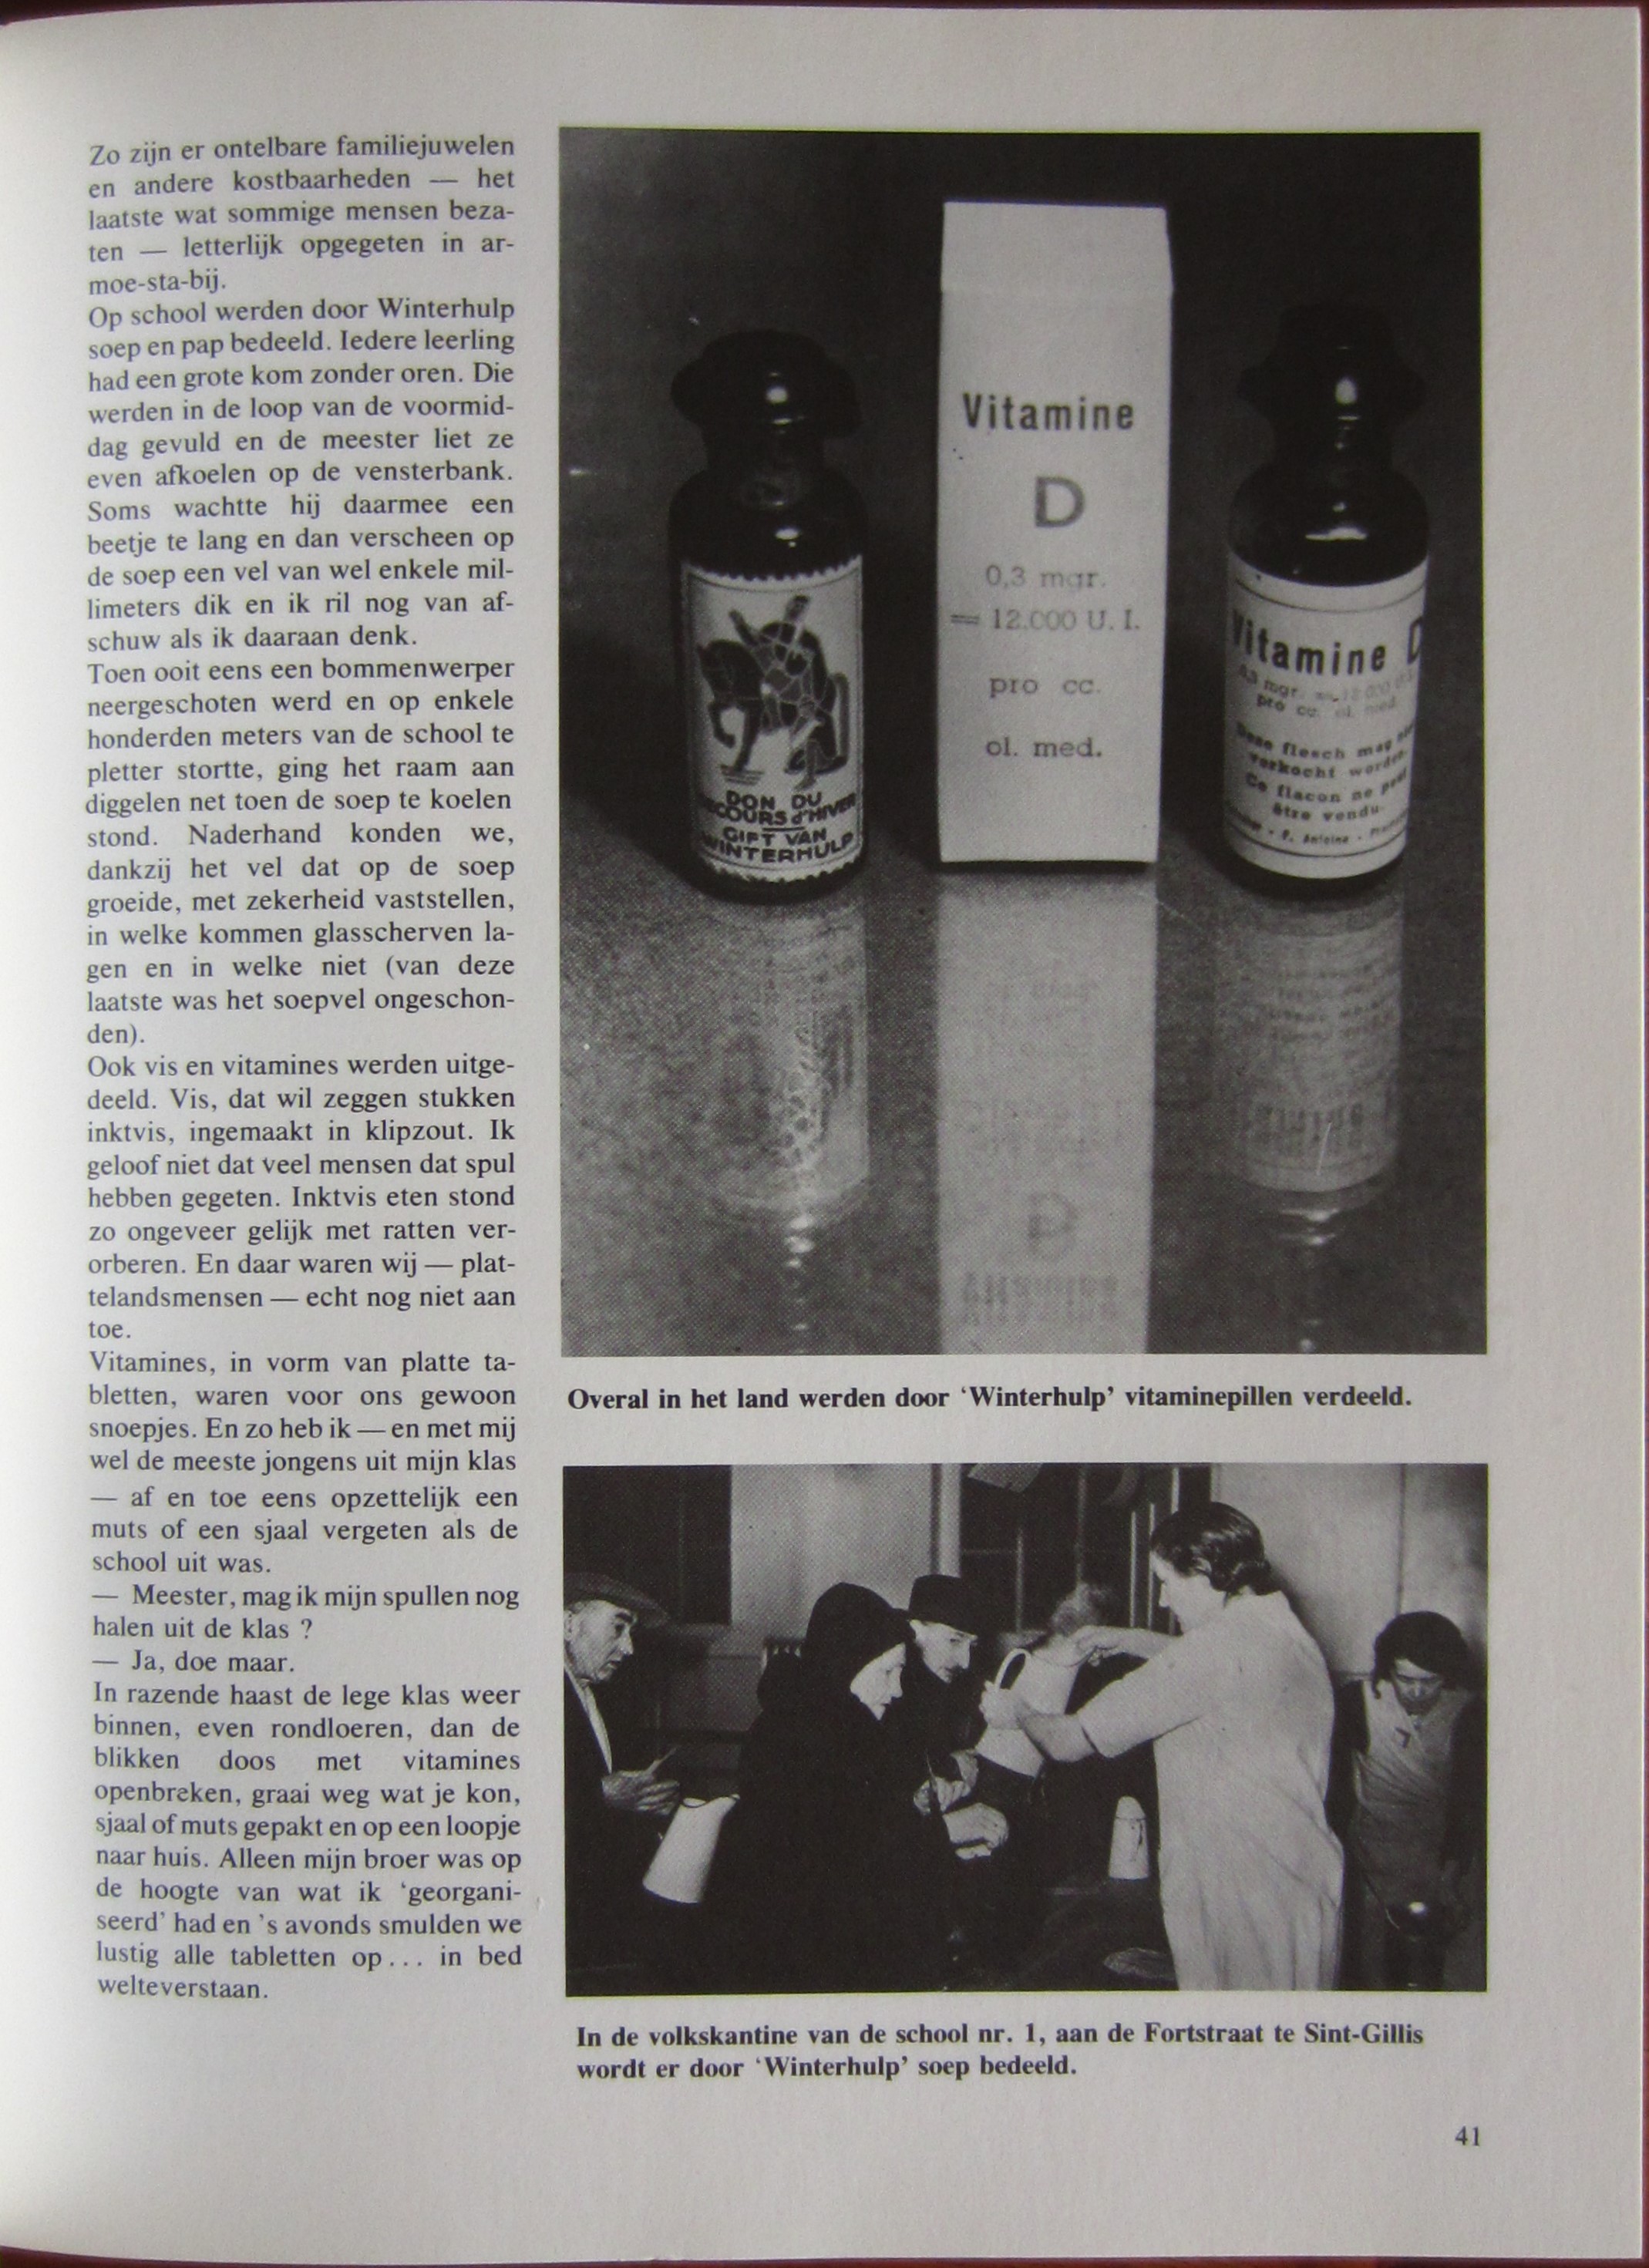 Zo zijn er ontelbare familiejuwelen
en andere kostbaarheden — het
laatste wat sommige mensen beza-
ten — letterlijk opgegeten in ar-
moe-sta-bij.
Op school werden door Winterhulp
soep en pap bedeeld. Iedere leerling
had een grote kom zonder oren. Die
werden in de loop van de voormid-
dag gevuld en de meester liet ze
even afkoelen op de vensterbank.
Soms wachtte hij daarmee een
beetje te lang en dan verscheen op
de soep een vel van wel enkele mil-
limeters dik en ik ril nog van af-
schuw als ik daaraan denk.
Toen ooit eens een bommenwerper
neergeschoten werd en op enkele
honderden meters van de school te
pletter stortte, ging het raam aan
diggelen net toen de soep te koelen
stond. Naderhand konden we,
dankzij het vel dat op de soep
groeide, met zekerheid vaststellen,
in welke kommen glasscherven la-
gen en in welke niet (van deze
laatste was het soepvel ongeschon-
den).
Ook vis en vitamines werden uitge-
deeld. Vis, dat wil zeggen stukken
inktvis, ingemaakt in klipzout. Ik
geloof niet dat veel mensen dat spul
hebben gegeten. Inktvis eten stond
zo ongeveer gelijk met ratten ver-
orberen. En daar waren wij — plat-
telandsmensen — echt nog niet aan
toe.
Vitamines, in vorm van platte ta-
bletten, waren voor ons gewoon
snoepjes. En zo heb ik — en met mij
wel de meeste jongens uit mijn klas
— af en toe eens opzettelijk een
muts of een sjaal vergeten als de
school uit was.
— Meester, mag ik mijn spullen nog
halen uit de klas ?
— Ja, doe maar.
In razende haast de lege klas weer
binnen, even rondloeren, dan de
blikken doos met vitamines
openbreken, graai weg wat je kon,
sjaal of muts gepakt en op een loopje
naar huis. Alleen mijn broer was op
de hoogte van wat ik ‘georgani-
seerd’ had en ’s avonds smulden we
lustig alle tabletten op... in bed
welteverstaan.
DON DU
SECOURS d'HIVER
GIFT VAN
WINTERHULP
Vitamine
D
0,3 mgr.
= 12.000 U. I.
pro cc.
ol. med.
Vitamine D
0,3 mgr.
pro cc. ol. med.
Deze flesch mag
verkocht worden
Ce flacon ne peut
être vendu
Overal in het land werden door ‘Winterhulp’ vitaminepillen verdeeld.
In de volkskantine van de school nr. 1, aan de Fortstraat te Sint-Gillis
wordt er door ‘Winterhulp’ soep bedeeld.
41